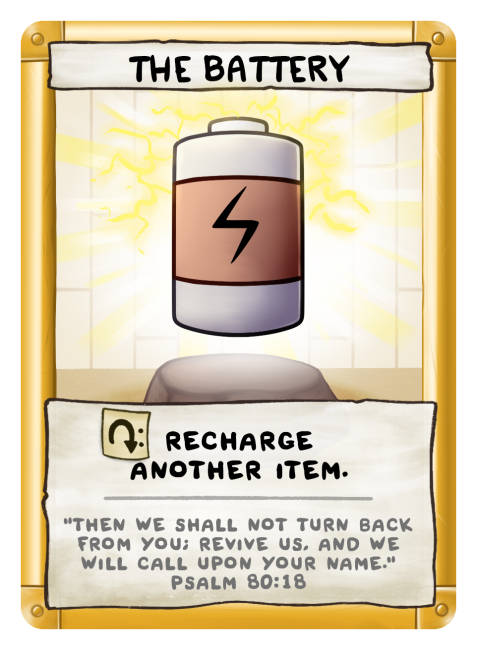 THE BATTERY
: RECHARGE
ANOTHER ITEM.
"THEN WE SHALL NOT TURN BACK
FROM YOU; REVIVE US, AND WE
WILL CALL UPON YOUR NAME."
PSALM 80:18